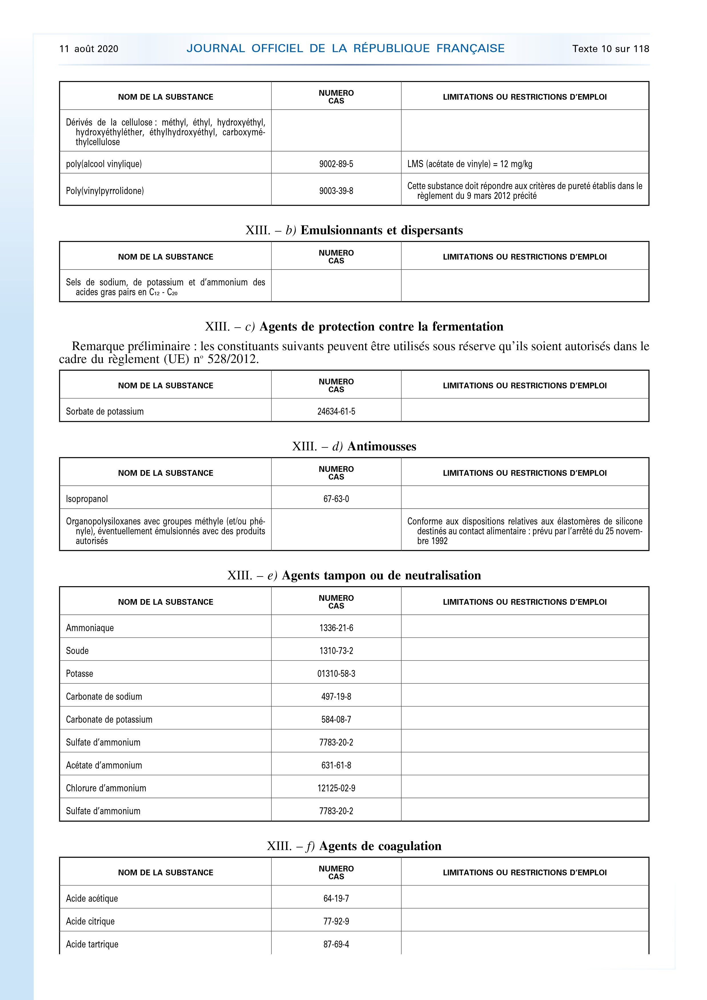 11 août 2020
JOURNAL OFFICIEL DE LA RÉPUBLIQUE FRANÇAISE
Texte 10 sur 118
NOM DE LA SUBSTANCE
NUMERO
CAS
LIMITATIONS OU RESTRICTIONS D’EMPLOI
Dérivés de la cellulose : méthyl, éthyl, hydroxyéthyl,
hydroxyéthyléther, éthylhydroxyéthyl, carboxymé-
thylcellulose
poly(alcool vinylique)
9002-89-5
LMS (acétate de vinyle) = 12 mg/kg
Poly(vinylpyrrolidone)
9003-39-8
Cette substance doit répondre aux critères de pureté établis dans le
règlement du 9 mars 2012 précité
XIII. – b) Emulsionnants et dispersants
NOM DE LA SUBSTANCE
NUMERO
CAS
LIMITATIONS OU RESTRICTIONS D’EMPLOI
Sels de sodium, de potassium et d’ammonium des
acides gras pairs en C₁₂ - C₂₀
XIII. – c) Agents de protection contre la fermentation
Remarque préliminaire : les constituants suivants peuvent être utilisés sous réserve qu’ils soient autorisés dans le
cadre du règlement (UE) nº 528/2012.
NOM DE LA SUBSTANCE
NUMERO
CAS
LIMITATIONS OU RESTRICTIONS D’EMPLOI
Sorbate de potassium
24634-61-5
XIII. – d) Antimousses
NOM DE LA SUBSTANCE
NUMERO
CAS
LIMITATIONS OU RESTRICTIONS D’EMPLOI
Isopropanol
67-63-0
Organopolysiloxanes avec groupes méthyle (et/ou phé-
nyle), éventuellement émulsionnés avec des produits
autorisés
Conforme aux dispositions relatives aux élastomères de silicone
destinés au contact alimentaire : prévu par l’arrêté du 25 novem-
bre 1992
XIII. – e) Agents tampon ou de neutralisation
NOM DE LA SUBSTANCE
NUMERO
CAS
LIMITATIONS OU RESTRICTIONS D’EMPLOI
Ammoniaque
1336-21-6
Soude
1310-73-2
Potasse
01310-58-3
Carbonate de sodium
497-19-8
Carbonate de potassium
584-08-7
Sulfate d’ammonium
7783-20-2
Acétate d’ammonium
631-61-8
Chlorure d’ammonium
12125-02-9
Sulfate d’ammonium
7783-20-2
XIII. – f) Agents de coagulation
NOM DE LA SUBSTANCE
NUMERO
CAS
LIMITATIONS OU RESTRICTIONS D’EMPLOI
Acide acétique
64-19-7
Acide citrique
77-92-9
Acide tartrique
87-69-4